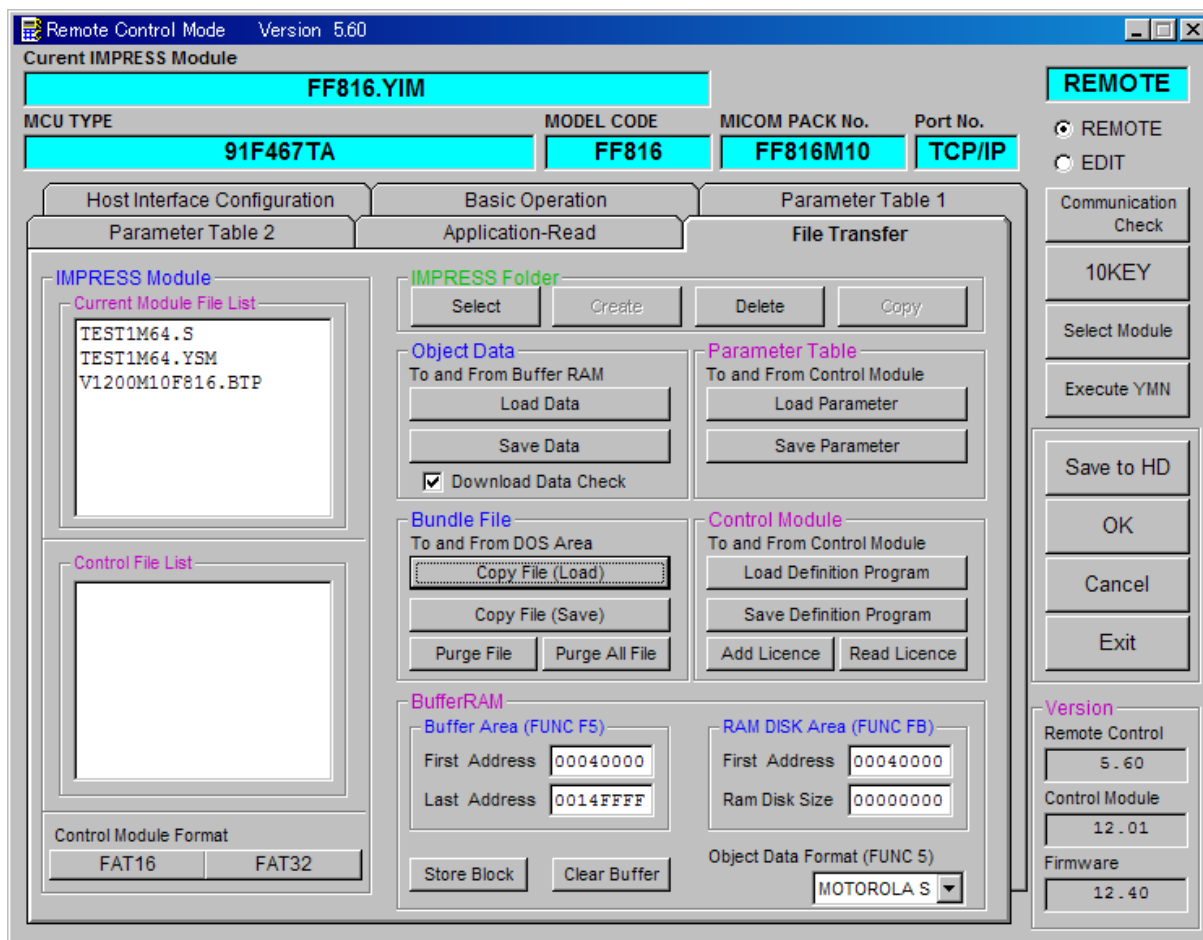 Remote Control Mode Version 5.60
Curent IMPRESS Module
FF816.YIM
REMOTE
MCU TYPE
MODEL CODE
MICOM PACK No.
Port No.
91F467TA
FF816
FF816M10
TCP/IP
REMOTE
EDIT
Host Interface Configuration
Basic Operation
Parameter Table 1
Parameter Table 2
Application-Read
File Transfer
Communication
Check
10KEY
Select Module
Execute YMN
Save to HD
OK
Cancel
Exit
IMPRESS Module
Current Module File List
TEST1M64.S
TEST1M64.YSM
V1200M10F816.BTP
Control File List
Control Module Format
FAT16
FAT32
IMPRESS Folder
Select
Create
Delete
Copy
Object Data
To and From Buffer RAM
Load Data
Save Data
Download Data Check
Parameter Table
To and From Control Module
Load Parameter
Save Parameter
Bundle File
To and From DOS Area
Copy File (Load)
Copy File (Save)
Purge File
Purge All File
Control Module
To and From Control Module
Load Definition Program
Save Definition Program
Add Licence
Read Licence
BufferRAM
Buffer Area (FUNC F5)
First Address 00040000
Last Address 0014FFFF
RAM DISK Area (FUNC FB)
First Address 00040000
Ram Disk Size 00000000
Store Block
Clear Buffer
Object Data Format (FUNC 5)
MOTOROLA S
Version
Remote Control
5.60
Control Module
12.01
Firmware
12.40